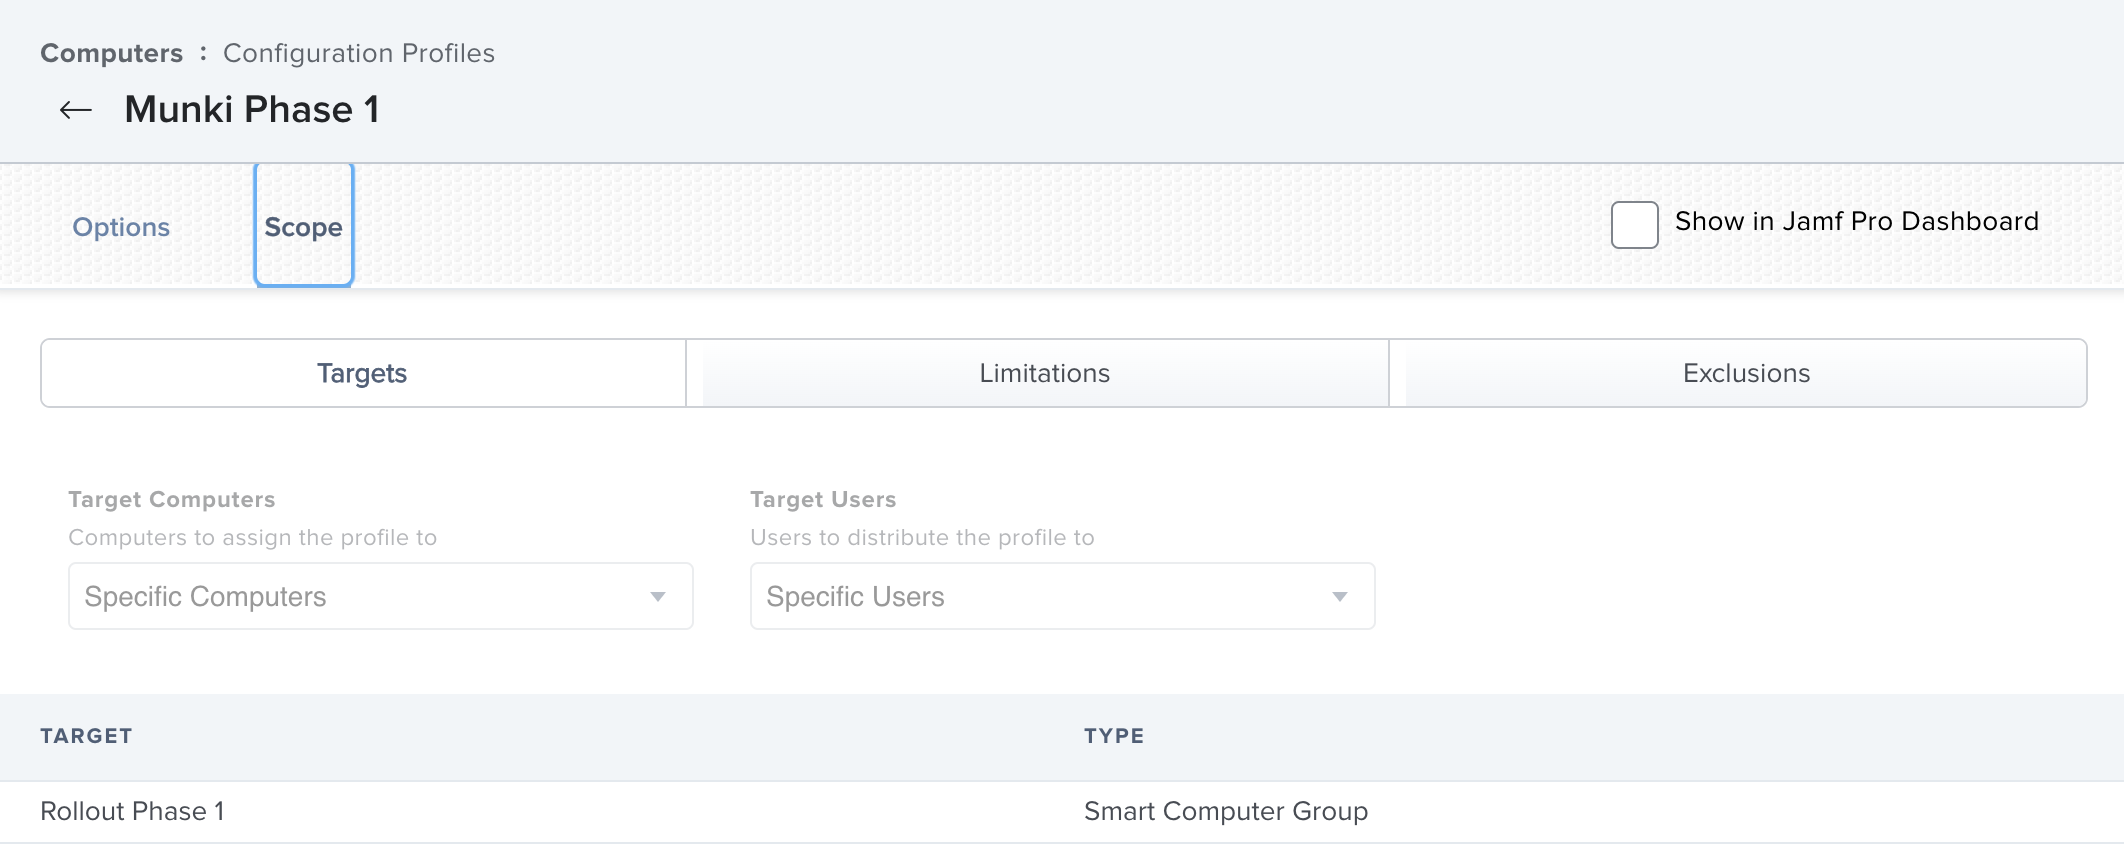 Computers : Configuration Profiles
← Munki Phase 1
Options Scope Show in Jamf Pro Dashboard
Targets Limitations Exclusions
Target Computers Target Users
Computers to assign the profile to Users to distribute the profile to
Specific Computers Specific Users
TARGET TYPE
Rollout Phase 1 Smart Computer Group